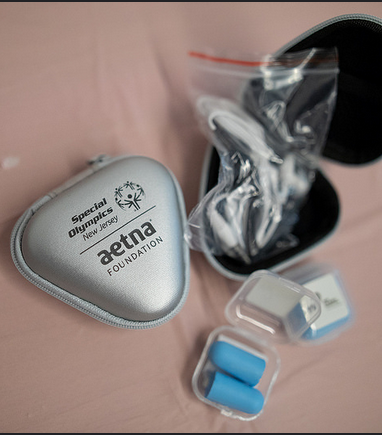 Special
Olympics
New Jersey
aetna
FOUNDATION